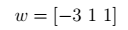 w = [−3 1 1]